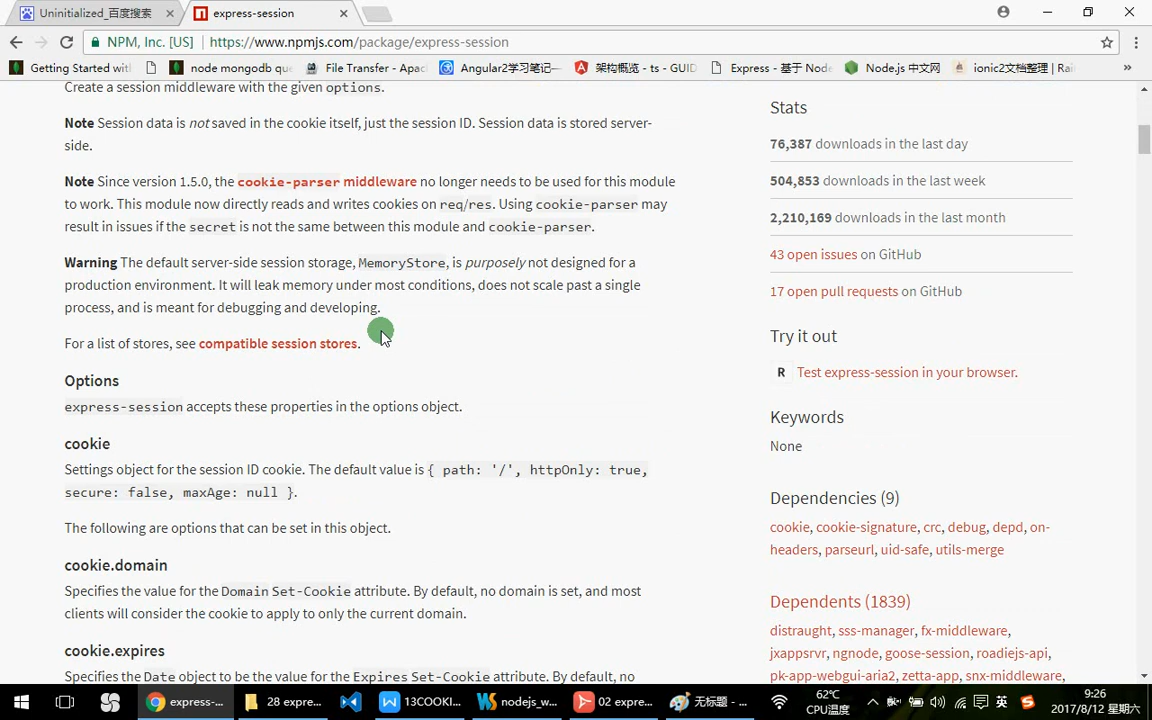 Uninitialized_百度搜索
express-session
NPM, Inc. [US]
https://www.npmjs.com/package/express-session
Getting Started wit
node mongodb que
File Transfer - Apac
Angular2学习笔记—
架构概览 - ts - GUID
Express - 基于 Node
Node.js 中文网
ionic2文档整理 | Rai
»
Create a session middleware with the given options.
Note Session data is not saved in the cookie itself, just the session ID. Session data is stored server-
side.
Note Since version 1.5.0, the cookie-parser middleware no longer needs to be used for this module
to work. This module now directly reads and writes cookies on req/res. Using cookie-parser may
result in issues if the secret is not the same between this module and cookie-parser.
Warning The default server-side session storage, MemoryStore, is purposely not designed for a
production environment. It will leak memory under most conditions, does not scale past a single
process, and is meant for debugging and developing.
For a list of stores, see compatible session stores.
Options
express-session accepts these properties in the options object.
cookie
Settings object for the session ID cookie. The default value is { path: '/', httpOnly: true,
secure: false, maxAge: null }.
The following are options that can be set in this object.
cookie.domain
Specifies the value for the Domain Set-Cookie attribute. By default, no domain is set, and most
clients will consider the cookie to apply to only the current domain.
cookie.expires
Specifies the Date object to be the value for the Expires Set-Cookie attribute. By default, no
Stats
76,387 downloads in the last day
504,853 downloads in the last week
2,210,169 downloads in the last month
43 open issues on GitHub
17 open pull requests on GitHub
Try it out
R Test express-session in your browser.
Keywords
None
Dependencies (9)
cookie, cookie-signature, crc, debug, depd, on-
headers, parseurl, uid-safe, utils-merge
Dependents (1839)
distraught, sss-manager, fx-middleware,
jxappsrvr, ngnode, goose-session, roadiejs-api,
pk-app-webgui-aria2, zetta-app, snx-middleware,
express-...
28 expre...
13COOKI...
nodejs_w...
02 expre...
无标题 - ...
62℃
CPU温度
英
9:26
2017/8/12 星期六